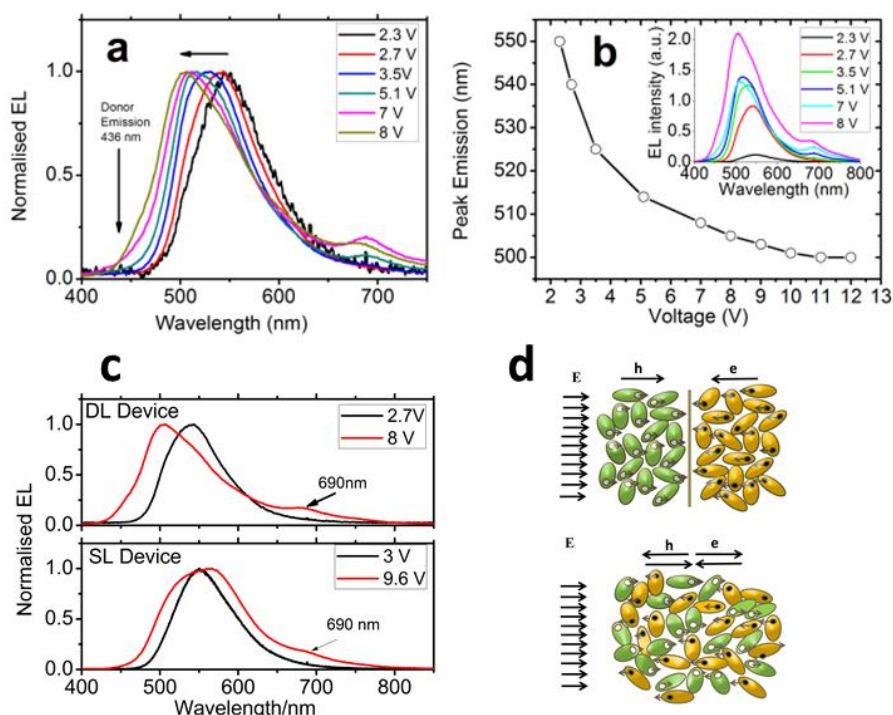 a
2.3 V
2.7 V
3.5V
5.1 V
7 V
8 V
Donor
Emission
436 nm
Normalised EL
1.0
0.5
0.0
400 500 600 700
Wavelength (nm)
b
Peak Emission (nm)
550
540
530
520
510
500
2 3 4 5 6 7 8 9 10 11 12 13
Voltage (V)
EL intensity (a.u.)
2.0
1.5
1.0
0.5
0.0
400 500 600 700 800
Wavelength (nm)
2.3 V
2.7 V
3.5 V
5.1 V
7 V
8 V
c
DL Device
2.7V
8 V
690nm
1.0
0.5
0.0
SL Device
3 V
9.6 V
690 nm
1.0
0.5
0.0
Normalised EL
400 500 600 700 800
Wavelength/nm
d
E
h e
E
h e